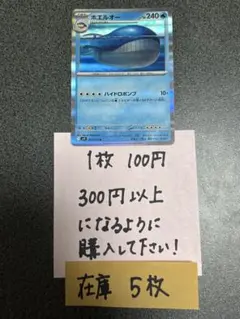 ホエルオー
HP240
ハイドロポンプ
10+
1枚 100円
300円以上
になるように
購入して下さい!
在庫 5枚